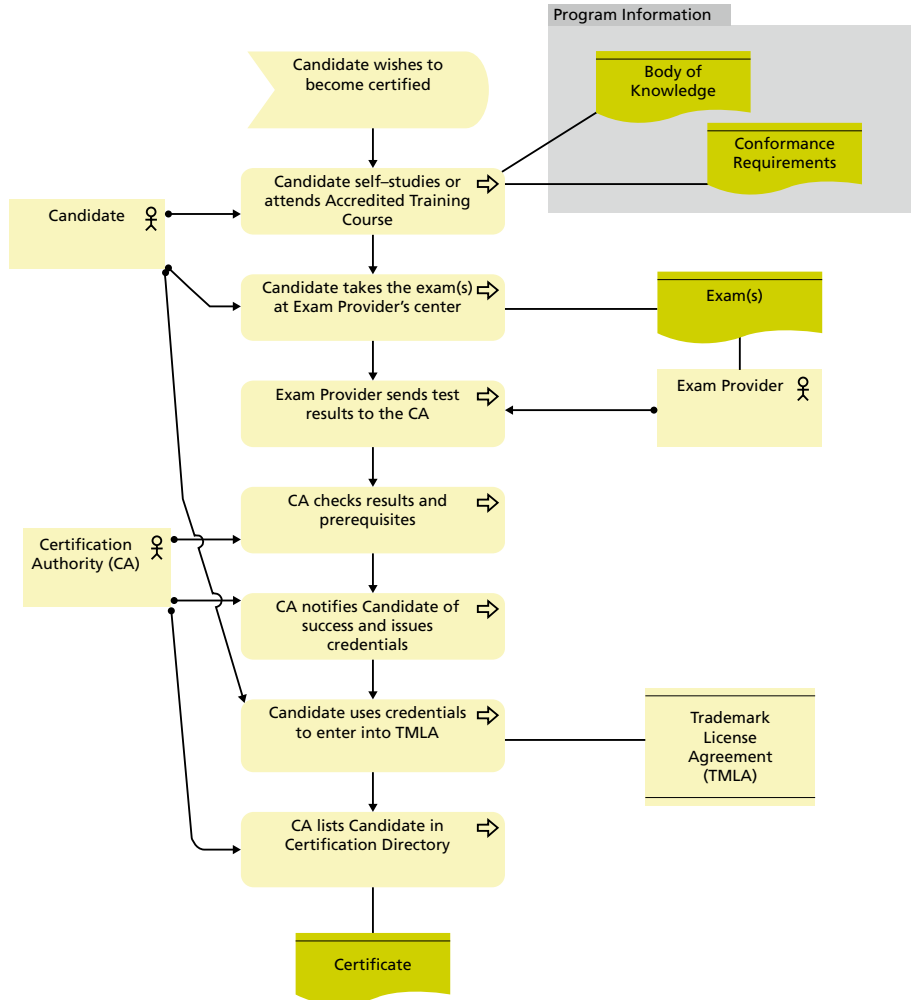 Program Information
Candidate wishes to
become certified
Body of
Knowledge
Conformance
Requirements
Candidate self–studies or
attends Accredited Training
Course
Candidate
Candidate takes the exam(s)
at Exam Provider's center
Exam(s)
Exam Provider sends test
results to the CA
Exam Provider
CA checks results and
prerequisites
Certification
Authority (CA)
CA notifies Candidate of
success and issues
credentials
Candidate uses credentials
to enter into TMLA
Trademark
License
Agreement
(TMLA)
CA lists Candidate in
Certification Directory
Certificate